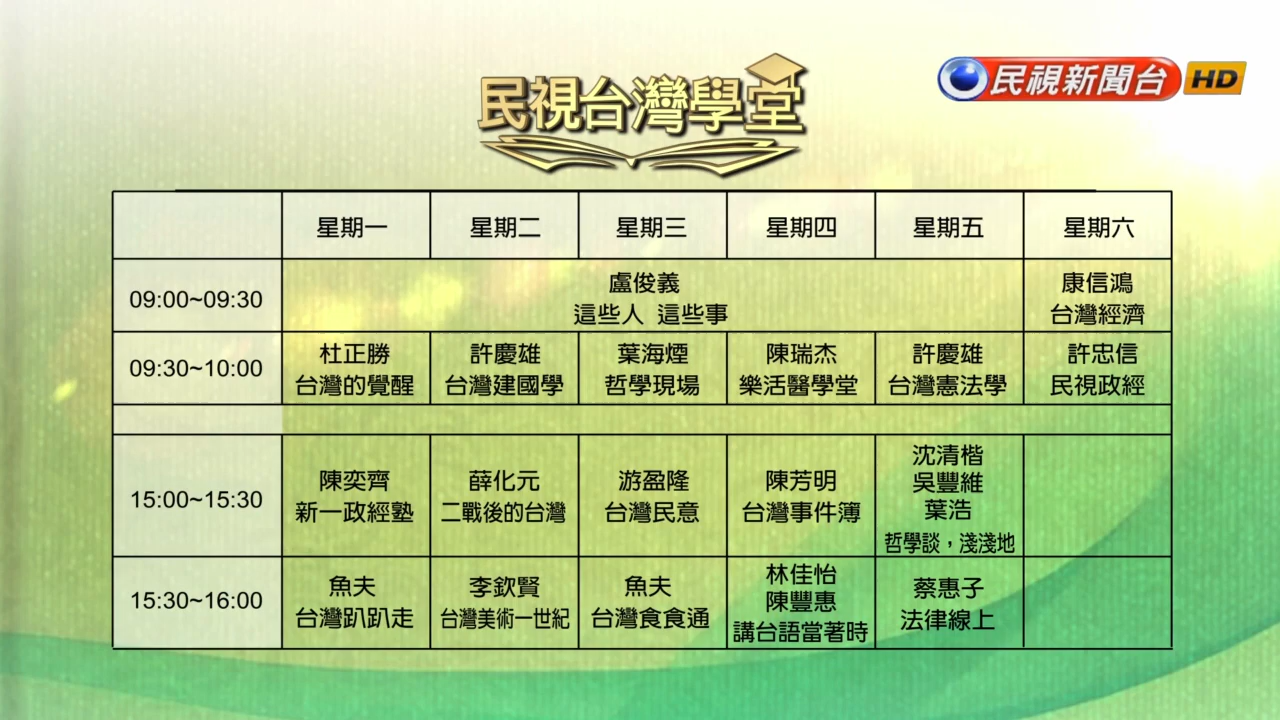 民視台灣學堂
民視新聞台 HD
星期一 星期二 星期三 星期四 星期五 星期六
09:00~09:30
盧俊義
這些人 這些事
康信鴻
台灣經濟
09:30~10:00
杜正勝
台灣的覺醒
許慶雄
台灣建國學
葉海煙
哲學現場
陳瑞杰
樂活醫學堂
許慶雄
台灣憲法學
許忠信
民視政經
15:00~15:30
陳奕齊
新一政經塾
薛化元
二戰後的台灣
游盈隆
台灣民意
陳芳明
台灣事件簿
沈清楷
吳豐維
葉浩
哲學談，淺淺地
15:30~16:00
魚夫
台灣趴趴走
李欽賢
台灣美術一世紀
魚夫
台灣食食通
林佳怡
陳豐惠
講台語當著時
蔡惠子
法律線上